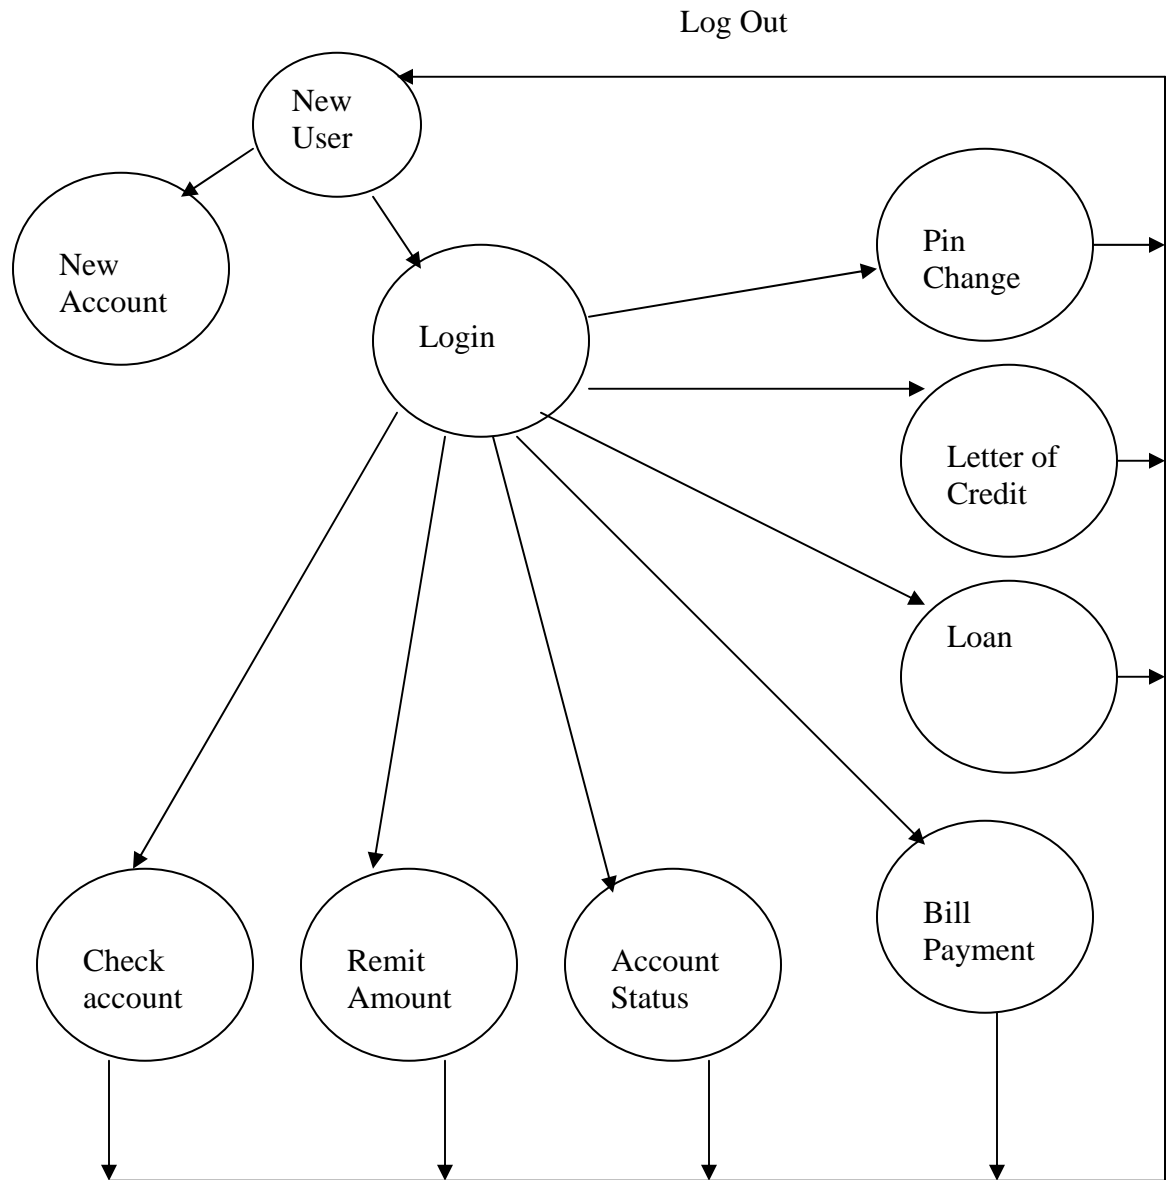 Log Out
New
User
New
Account
Login
Pin
Change
Letter of
Credit
Loan
Bill
Payment
Check
account
Remit
Amount
Account
Status